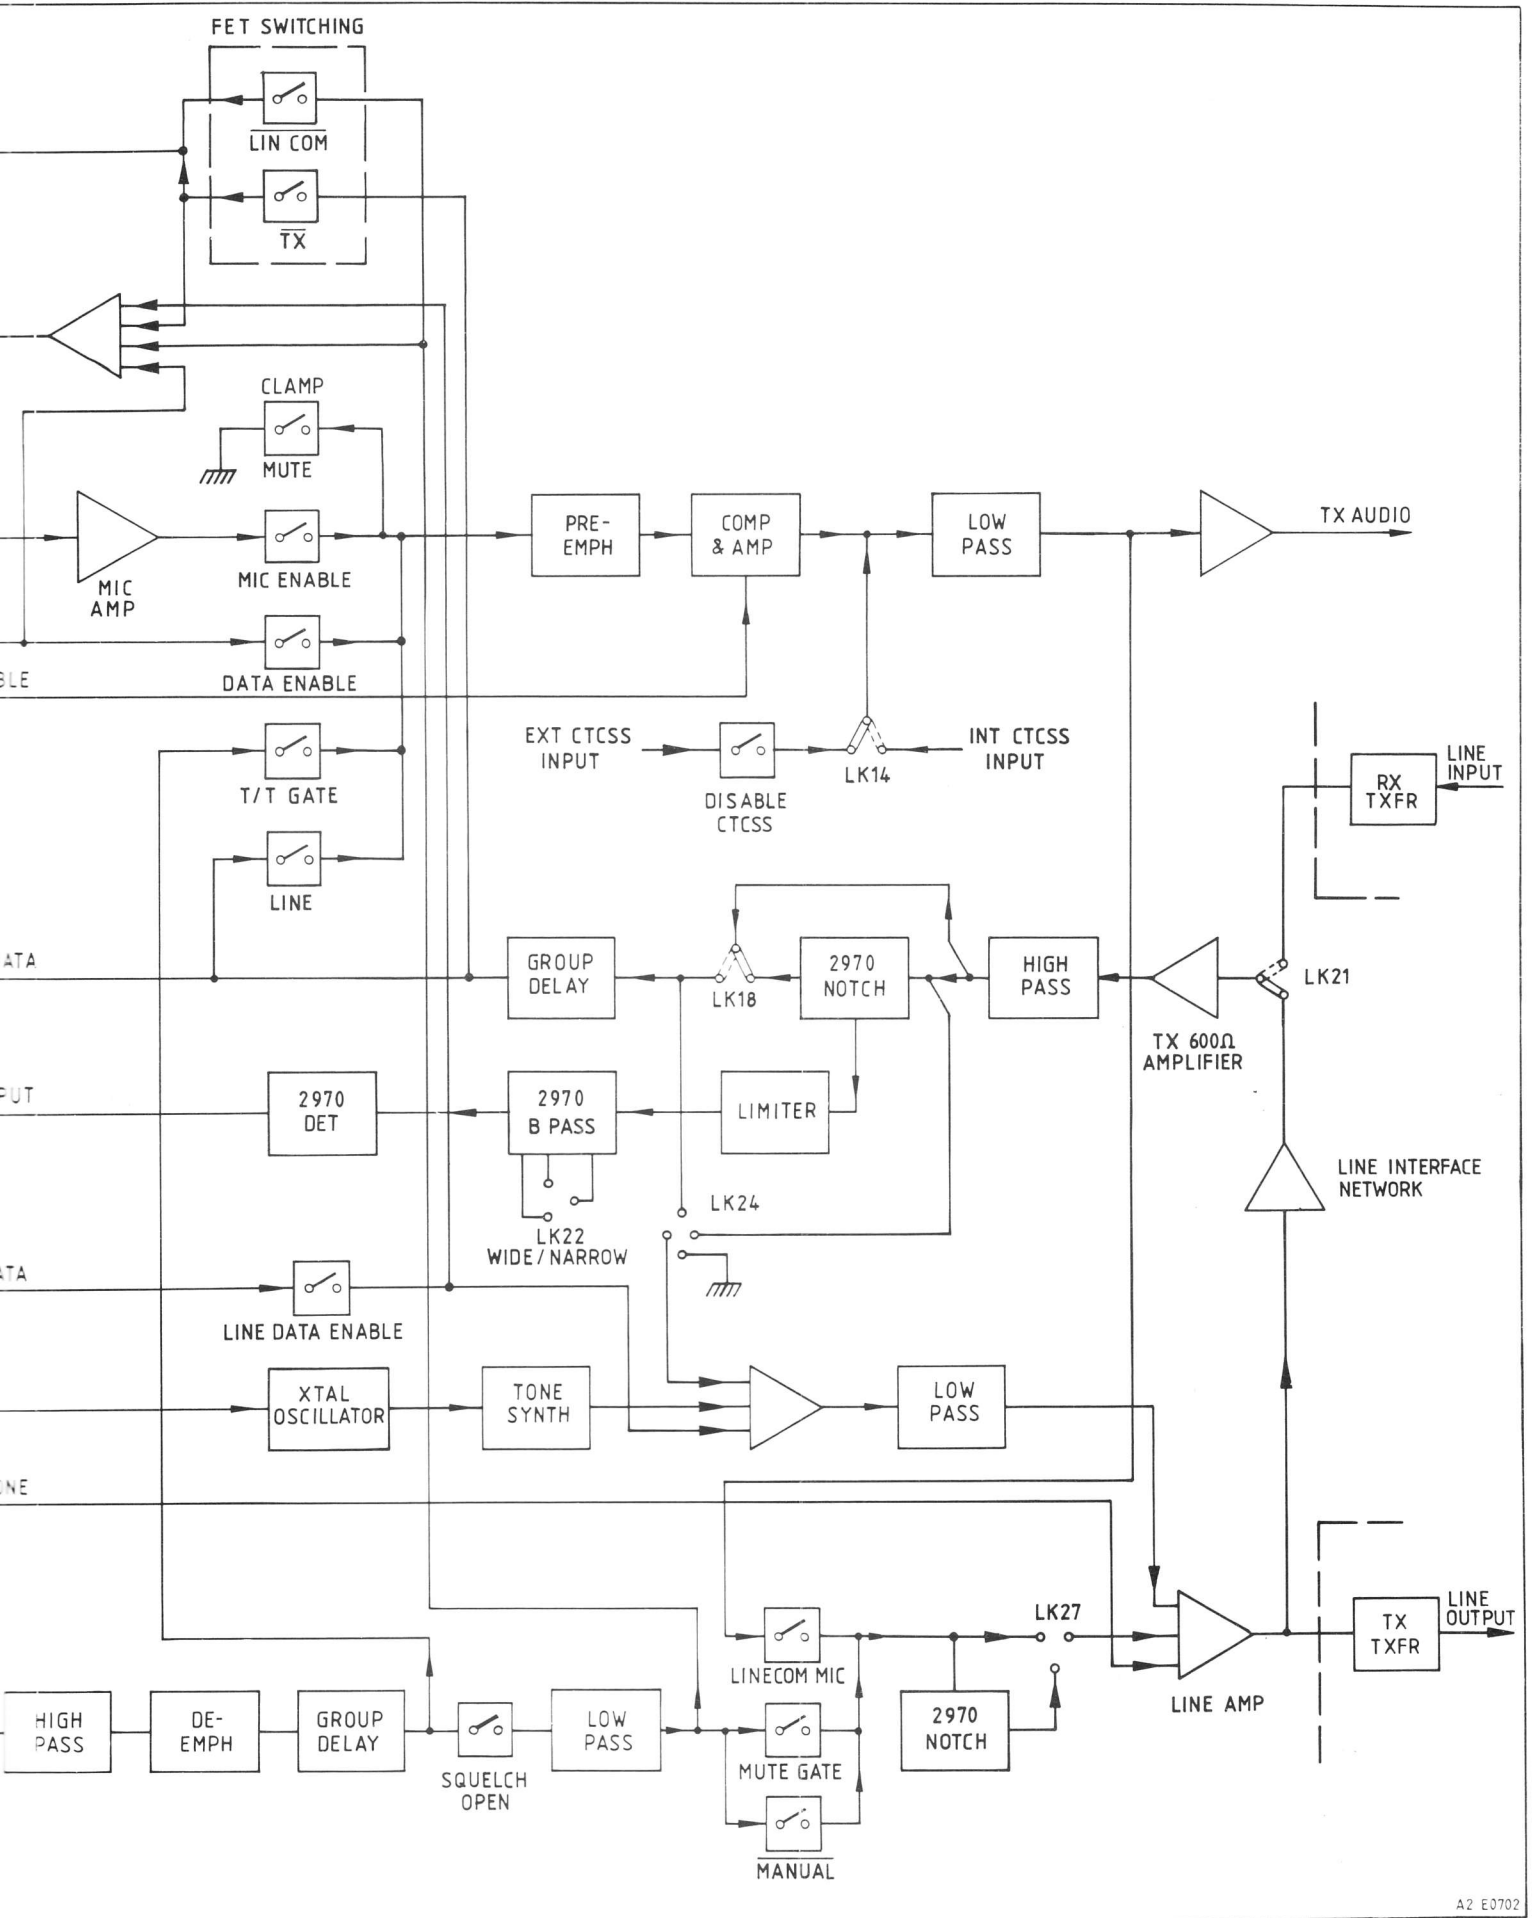 FET SWITCHING
LIN COM
TX
CLAMP
MUTE
MIC
AMP
MIC ENABLE
PRE-
EMPH
COMP
& AMP
LOW
PASS
TX AUDIO
BLE
DATA ENABLE
EXT CTCSS
INPUT
DISABLE
CTCSS
LK14
INT CTCSS
INPUT
T/T GATE
RX
TXFR
LINE
INPUT
LINE
ATA
GROUP
DELAY
LK18
2970
NOTCH
HIGH
PASS
TX 600Ω
AMPLIFIER
LK21
PUT
2970
DET
2970
B PASS
LIMITER
LK22
WIDE/NARROW
LK24
LINE INTERFACE
NETWORK
ATA
LINE DATA ENABLE
XTAL
OSCILLATOR
TONE
SYNTH
LOW
PASS
ONE
LINECOM MIC
LK27
LINE AMP
TX
TXFR
LINE
OUTPUT
HIGH
PASS
DE-
EMPH
GROUP
DELAY
SQUELCH
OPEN
LOW
PASS
MUTE GATE
MANUAL
2970
NOTCH
A2 E0702